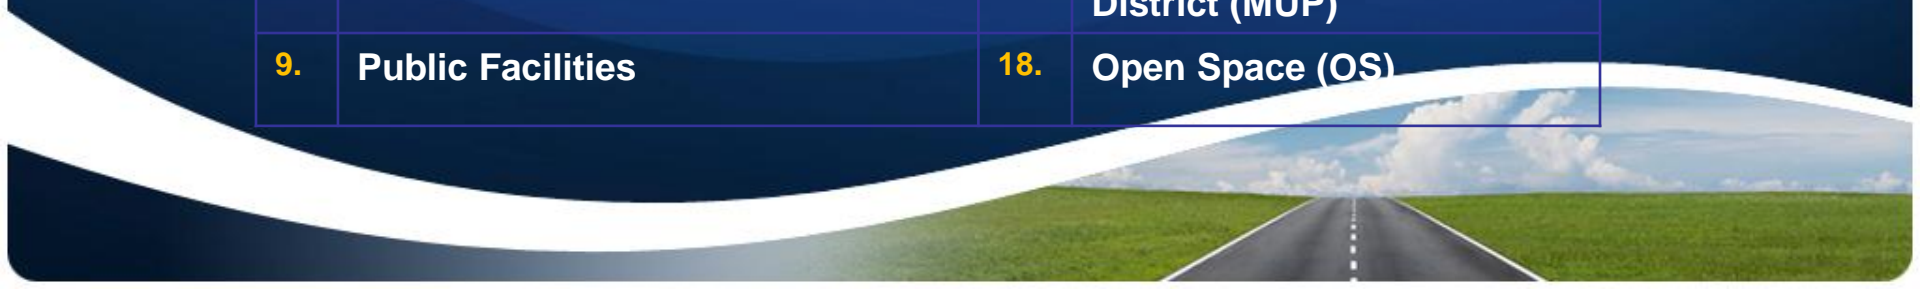 District (MUP)
9. Public Facilities
18. Open Space (OS)